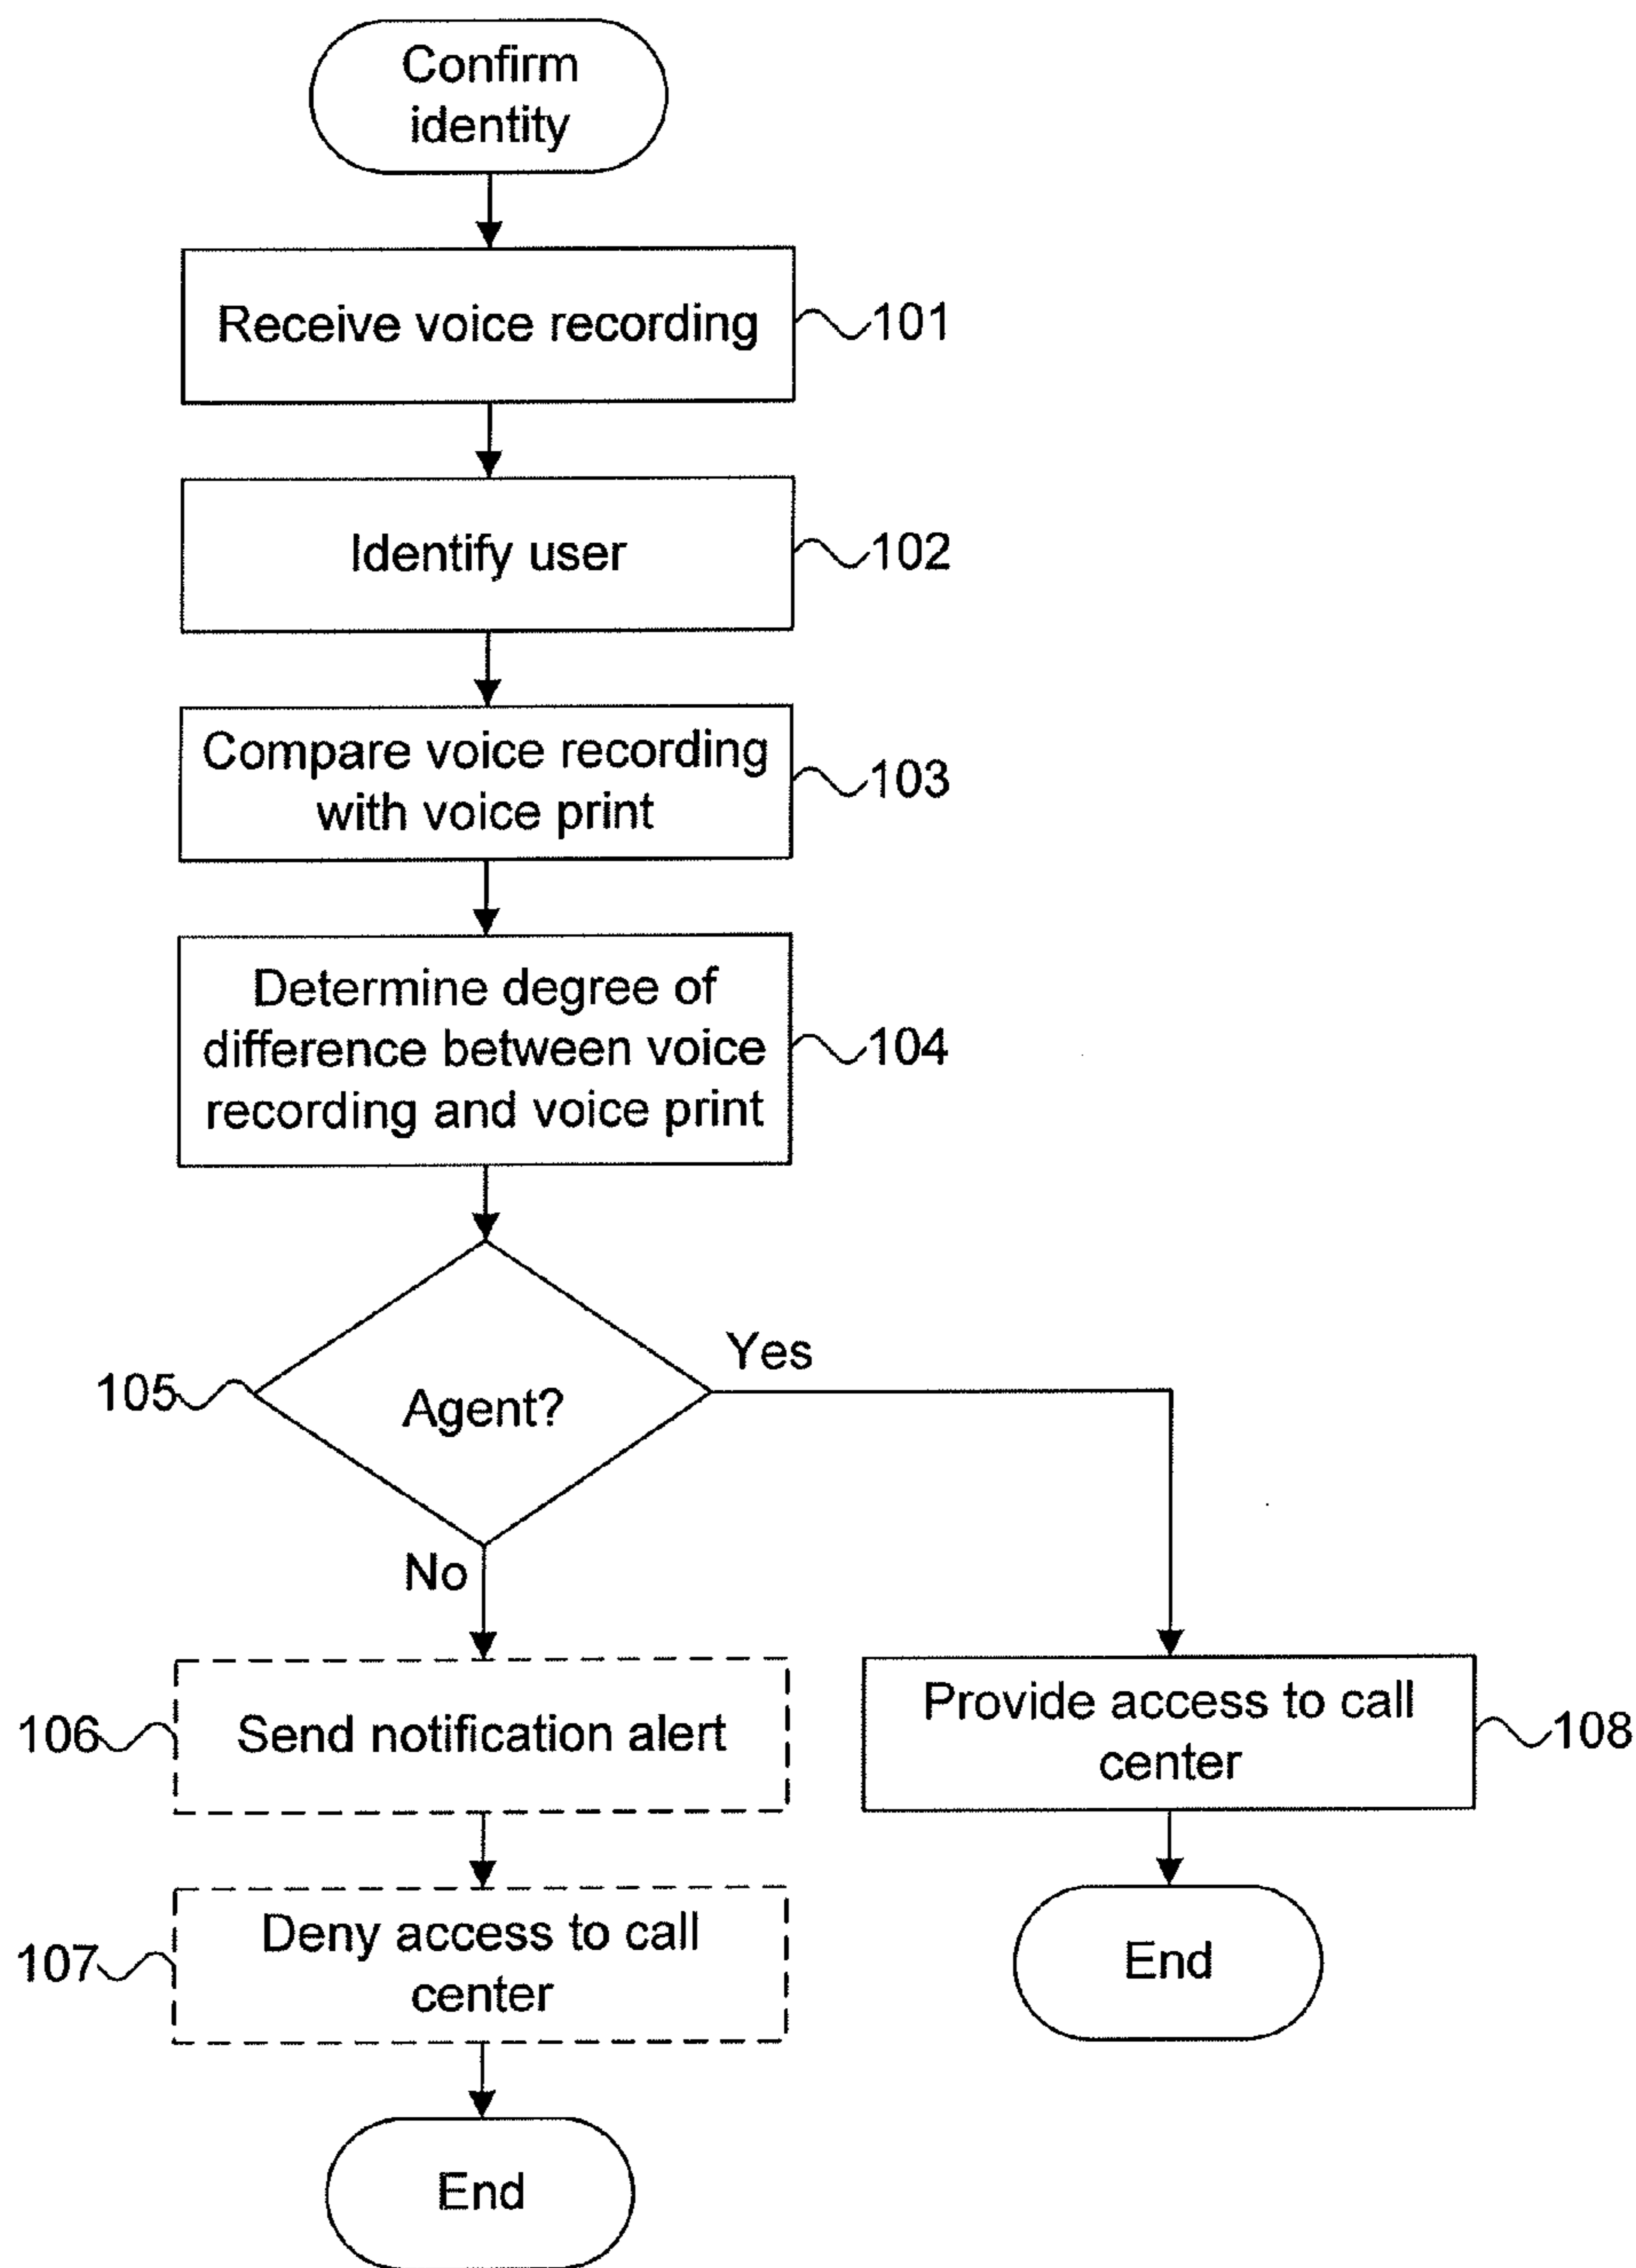 Confirm
identity
Receive voice recording
101
Identify user
102
Compare voice recording
with voice print
103
Determine degree of
difference between voice
recording and voice print
104
Yes
105
Agent?
No
106
Send notification alert
Provide access to call
center
108
107
Deny access to call
center
End
End